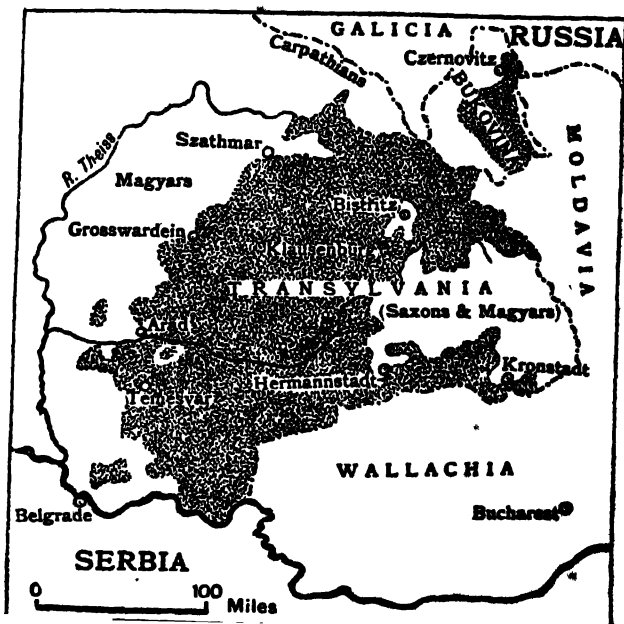 GALICIA
RUSSIA
Carpathians
Czernovitz
BUKOVINA
MOLDAVIA
Szathmar
R. Theiss
Magyars
Bistritz
Grosswardein
Klausenburg
TRANSYLVANIA
(Saxons & Magyars)
Arad
Kronstadt
Hermannstadt
Temesvar
WALLACHIA
Belgrade
Bucharest
SERBIA
0 100 Miles